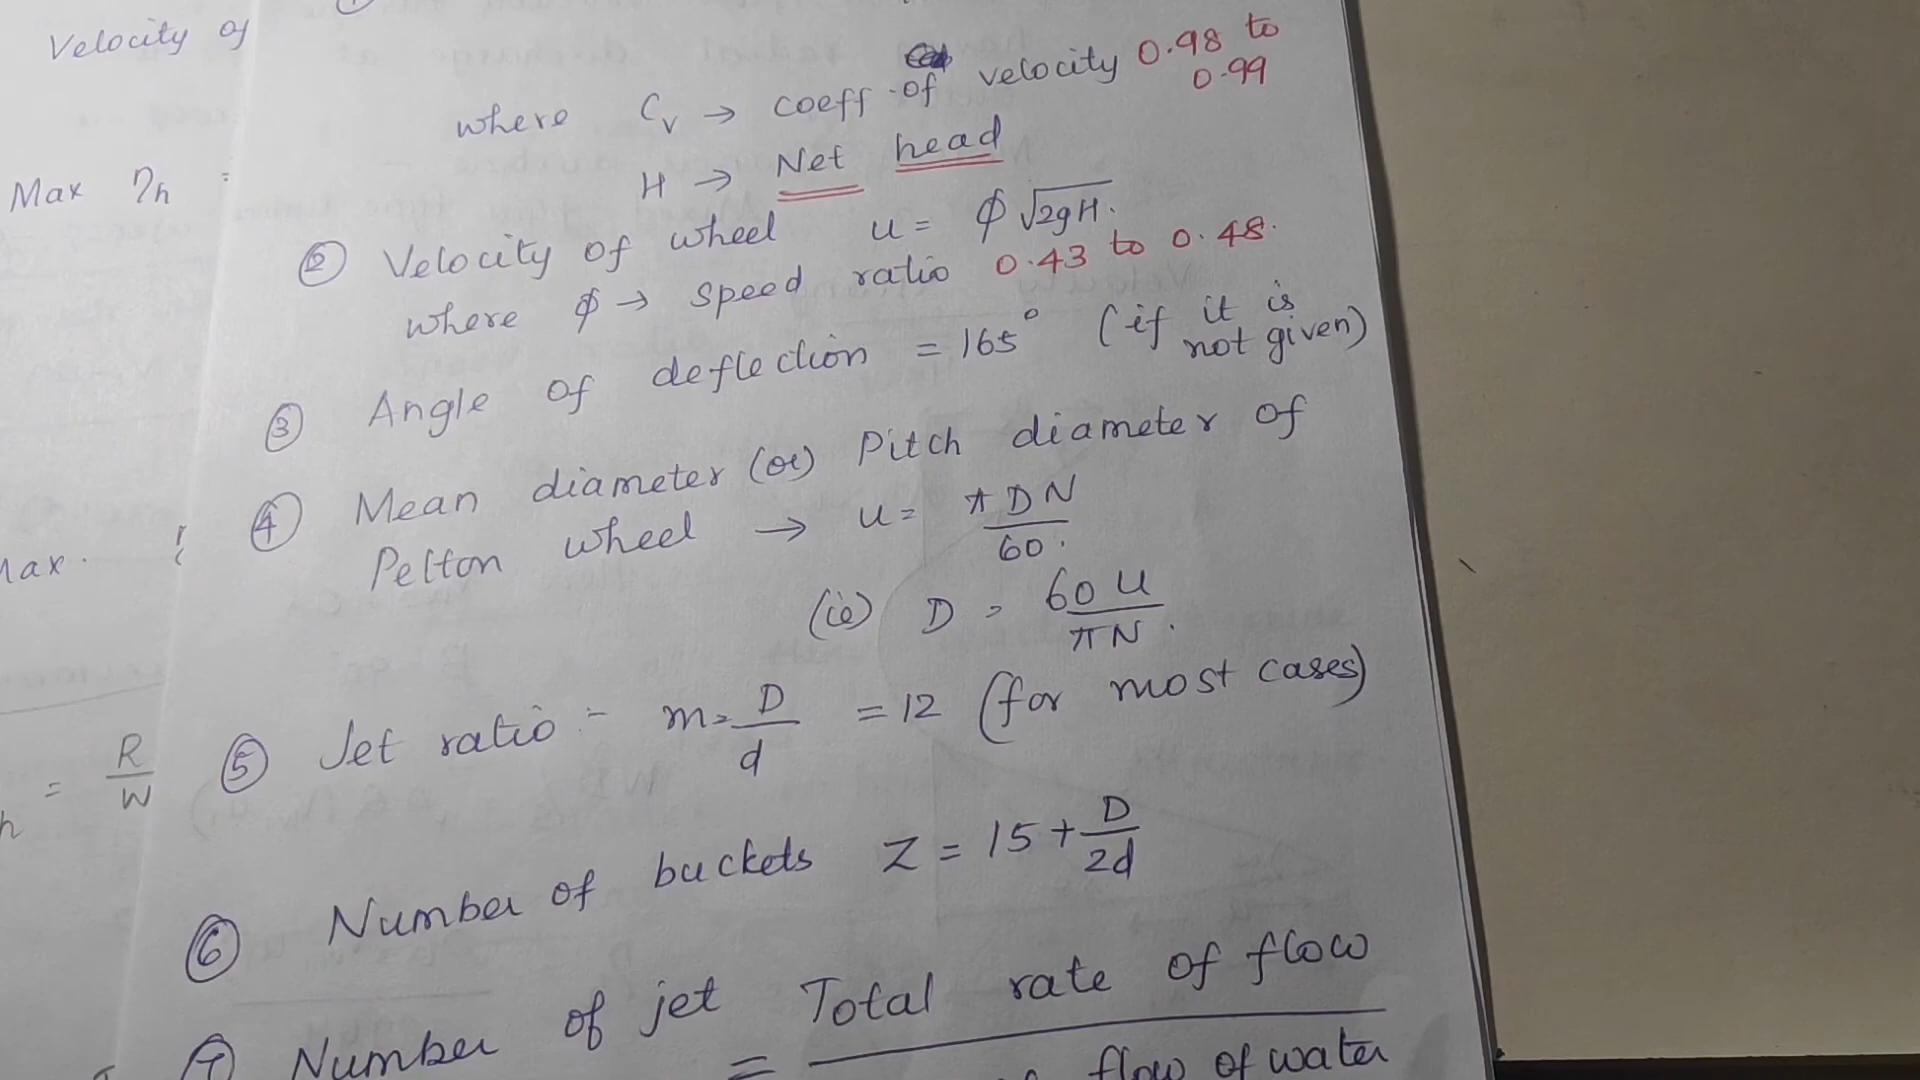 Velocity of
Max ηh =
Max.
= R/W
h
where Cv → coeff. of velocity 0.98 to 0.99
H → Net head
② Velocity of wheel u = φ √2gH.
where φ → speed ratio 0.43 to 0.48.
③ Angle of deflection = 165° (if it is not given)
④ Mean diameter (or) Pitch diameter of
Pelton wheel → u = πDN/60.
(ie) D = 60u/πN.
⑤ Jet ratio :- m = D/d = 12 (for most cases)
⑥ Number of buckets Z = 15 + D/2d
⑦ Number of jet = Total rate of flow
flow of water